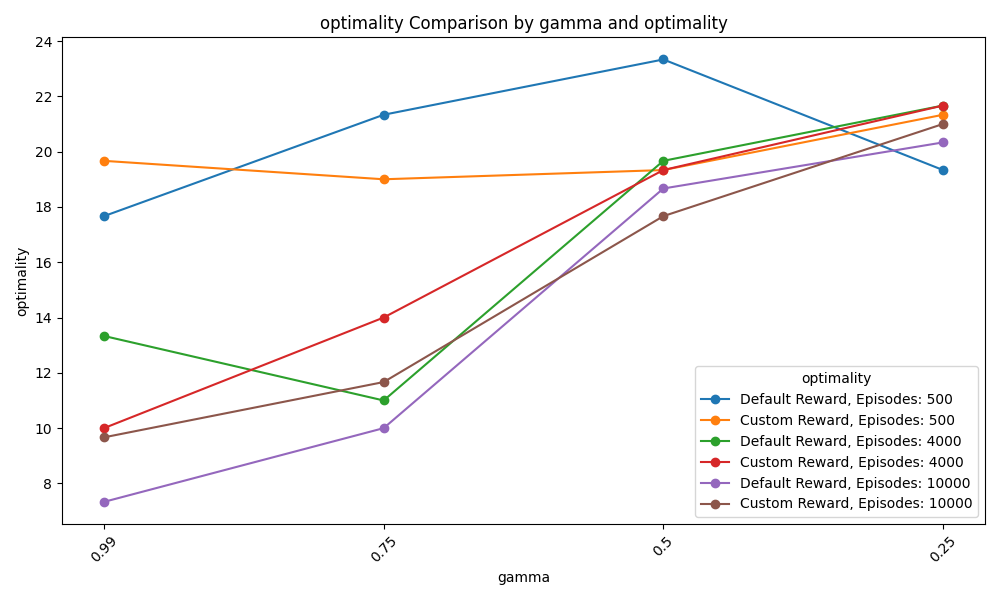 optimality Comparison by gamma and optimality
optimality
24
22
20
18
16
14
12
10
8
0.99
0.75
0.5
0.25
gamma
optimality
Default Reward, Episodes: 500
Custom Reward, Episodes: 500
Default Reward, Episodes: 4000
Custom Reward, Episodes: 4000
Default Reward, Episodes: 10000
Custom Reward, Episodes: 10000